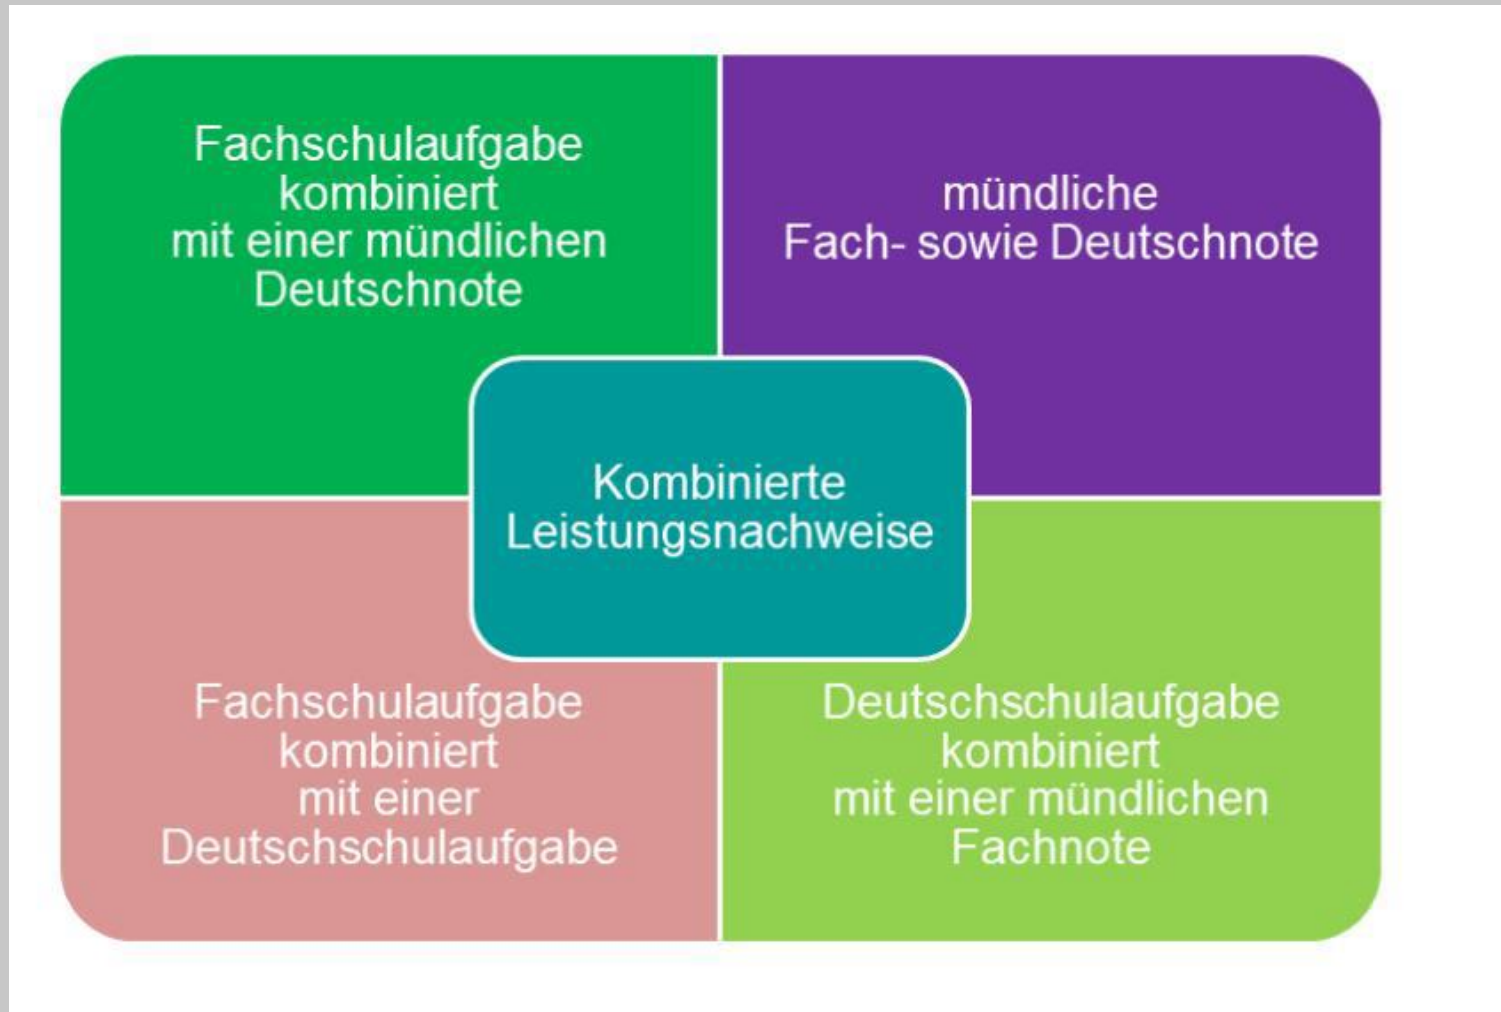 Fachschulaufgabe
kombiniert
mit einer mündlichen
Deutschnote
mündliche
Fach- sowie Deutschnote
Kombinierte
Leistungsnachweise
Fachschulaufgabe
kombiniert
mit einer
Deutschschulaufgabe
Deutschschulaufgabe
kombiniert
mit einer mündlichen
Fachnote